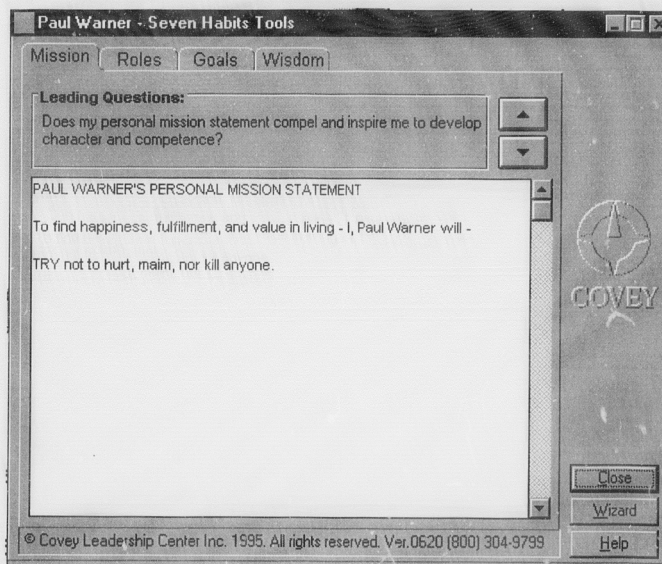 Paul Warner - Seven Habits Tools
Mission Roles Goals Wisdom
Leading Questions:
Does my personal mission statement compel and inspire me to develop
character and competence?
PAUL WARNER'S PERSONAL MISSION STATEMENT
To find happiness, fulfillment, and value in living - I, Paul Warner will -
TRY not to hurt, maim, nor kill anyone.
COVEY
Close
Wizard
Help
© Covey Leadership Center Inc. 1995. All rights reserved. Ver.0620 (800) 304-9799